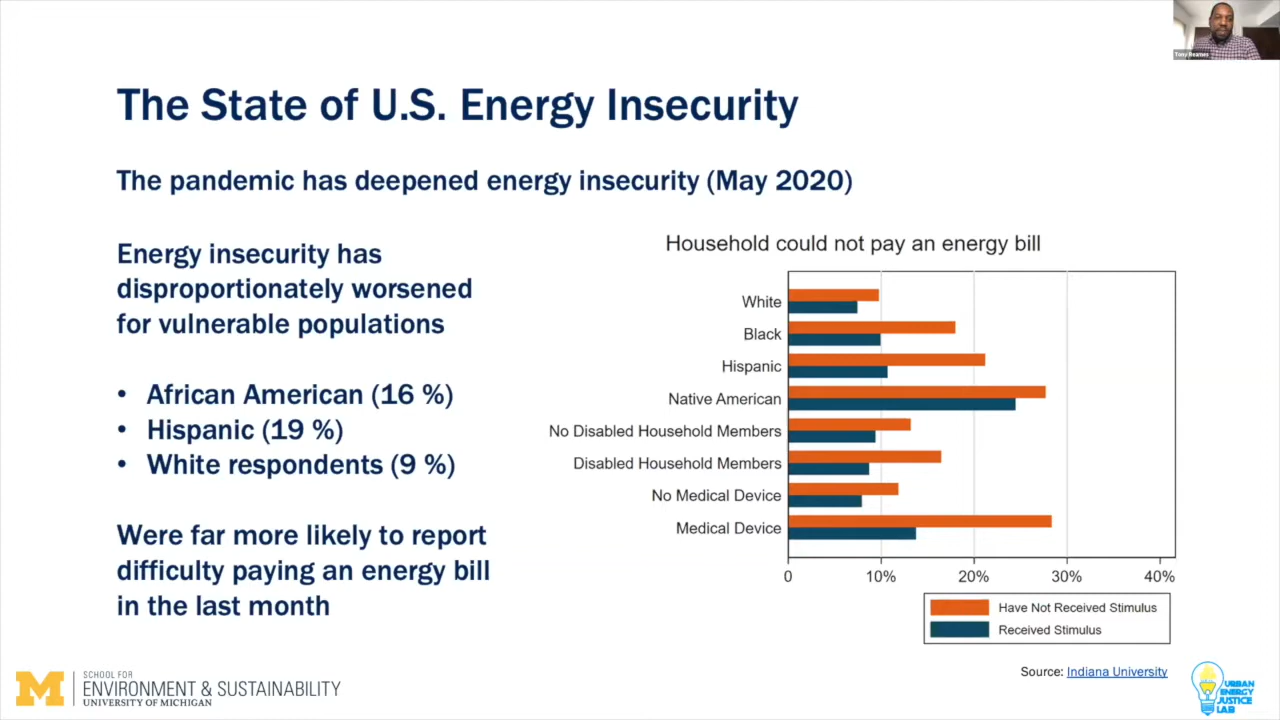 Tony Reames
The State of U.S. Energy Insecurity
The pandemic has deepened energy insecurity (May 2020)
Energy insecurity has
disproportionately worsened
for vulnerable populations
• African American (16 %)
• Hispanic (19 %)
• White respondents (9 %)
Were far more likely to report
difficulty paying an energy bill
in the last month
Household could not pay an energy bill
White
Black
Hispanic
Native American
No Disabled Household Members
Disabled Household Members
No Medical Device
Medical Device
0 10% 20% 30% 40%
Have Not Received Stimulus
Received Stimulus
Source: Indiana University
M
SCHOOL FOR
ENVIRONMENT & SUSTAINABILITY
UNIVERSITY OF MICHIGAN
URBAN
ENERGY
JUSTICE
LAB